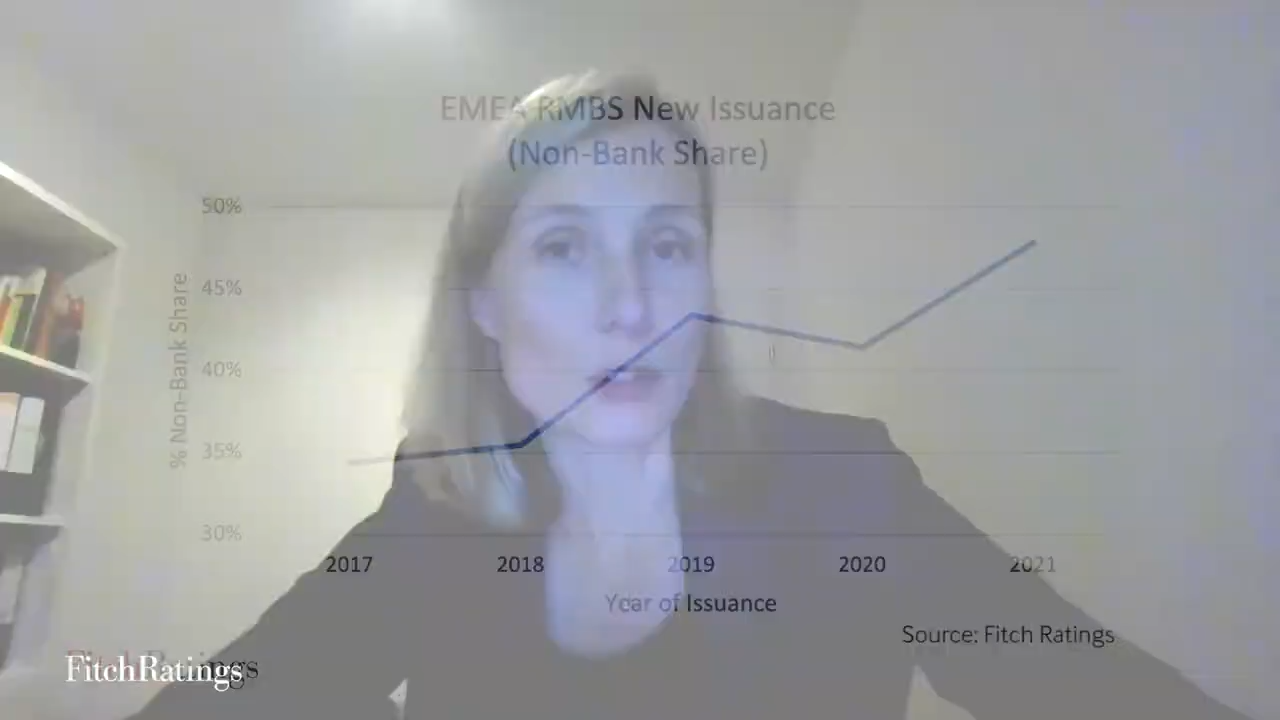 EMEA RMBS New Issuance
(Non-Bank Share)
50%
45%
40%
35%
30%
% Non-Bank Share
2017 2018 2019 2020 2021
Year of Issuance
Source: Fitch Ratings
FitchRatings